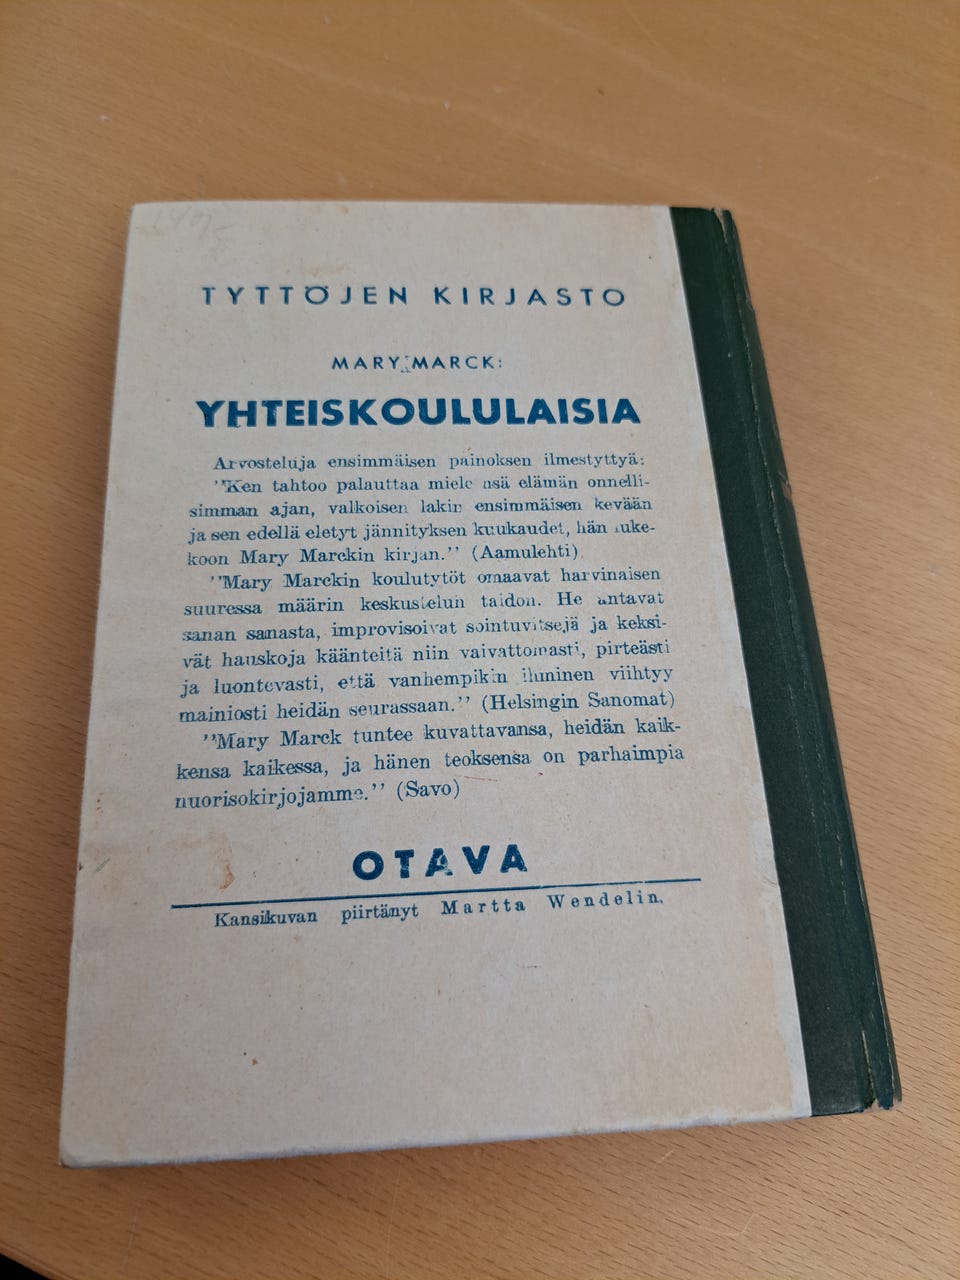 TYTTÖJEN KIRJASTO
MARY MARCK:
YHTEISKOULULAISIA
Arvosteluja ensimmäisen painoksen ilmestyttyä:
"Ken tahtoo palauttaa mieleensä elämän onnelli-
simman ajan, valkoisen lakin ensimmäisen kevään
ja sen edellä eletyt jännityksen kuukaudet, hän luke-
koon Mary Marckin kirjan." (Aamulehti).
"Mary Marckin koulutytöt omaavat harvinaisen
suuressa määrin keskustelun taidon. He antavat
sanan sanasta, improvisoivat sointuvitsejä ja keksi-
vät hauskoja käänteitä niin vaivattomasti, pirteästi
ja luontevasti, että vanhempikin ihminen viihtyy
mainiosti heidän seurassaan." (Helsingin Sanomat)
"Mary Marck tuntee kuvattavansa, heidän kaik-
kensa kaikessa, ja hänen teoksensa on parhaimpia
nuorisokirjojamme." (Savo)
OTAVA
Kansikuvan piirtänyt Martta Wendelin.